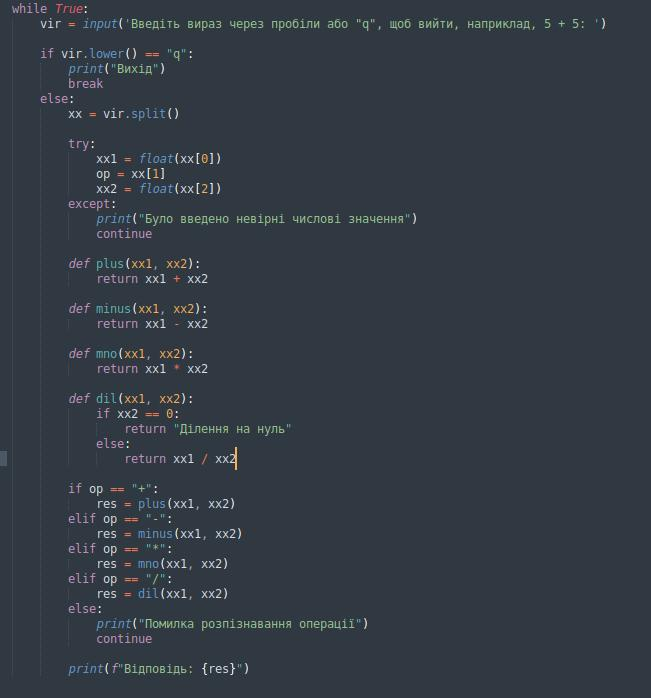 while True:
    vir = input('Введіть вираз через пробіли або "q", щоб вийти, наприклад, 5 + 5: ')

    if vir.lower() == "q":
        print("Вихід")
        break
    else:
        xx = vir.split()

        try:
            xx1 = float(xx[0])
            op = xx[1]
            xx2 = float(xx[2])
        except:
            print("Було введено невірні числові значення")
            continue

        def plus(xx1, xx2):
            return xx1 + xx2

        def minus(xx1, xx2):
            return xx1 - xx2

        def mno(xx1, xx2):
            return xx1 * xx2

        def dil(xx1, xx2):
            if xx2 == 0:
                return "Ділення на нуль"
            else:
                return xx1 / xx2

        if op == "+":
            res = plus(xx1, xx2)
        elif op == "-":
            res = minus(xx1, xx2)
        elif op == "*":
            res = mno(xx1, xx2)
        elif op == "/":
            res = dil(xx1, xx2)
        else:
            print("Помилка розпізнавання операції")
            continue

        print(f"Відповідь: {res}")